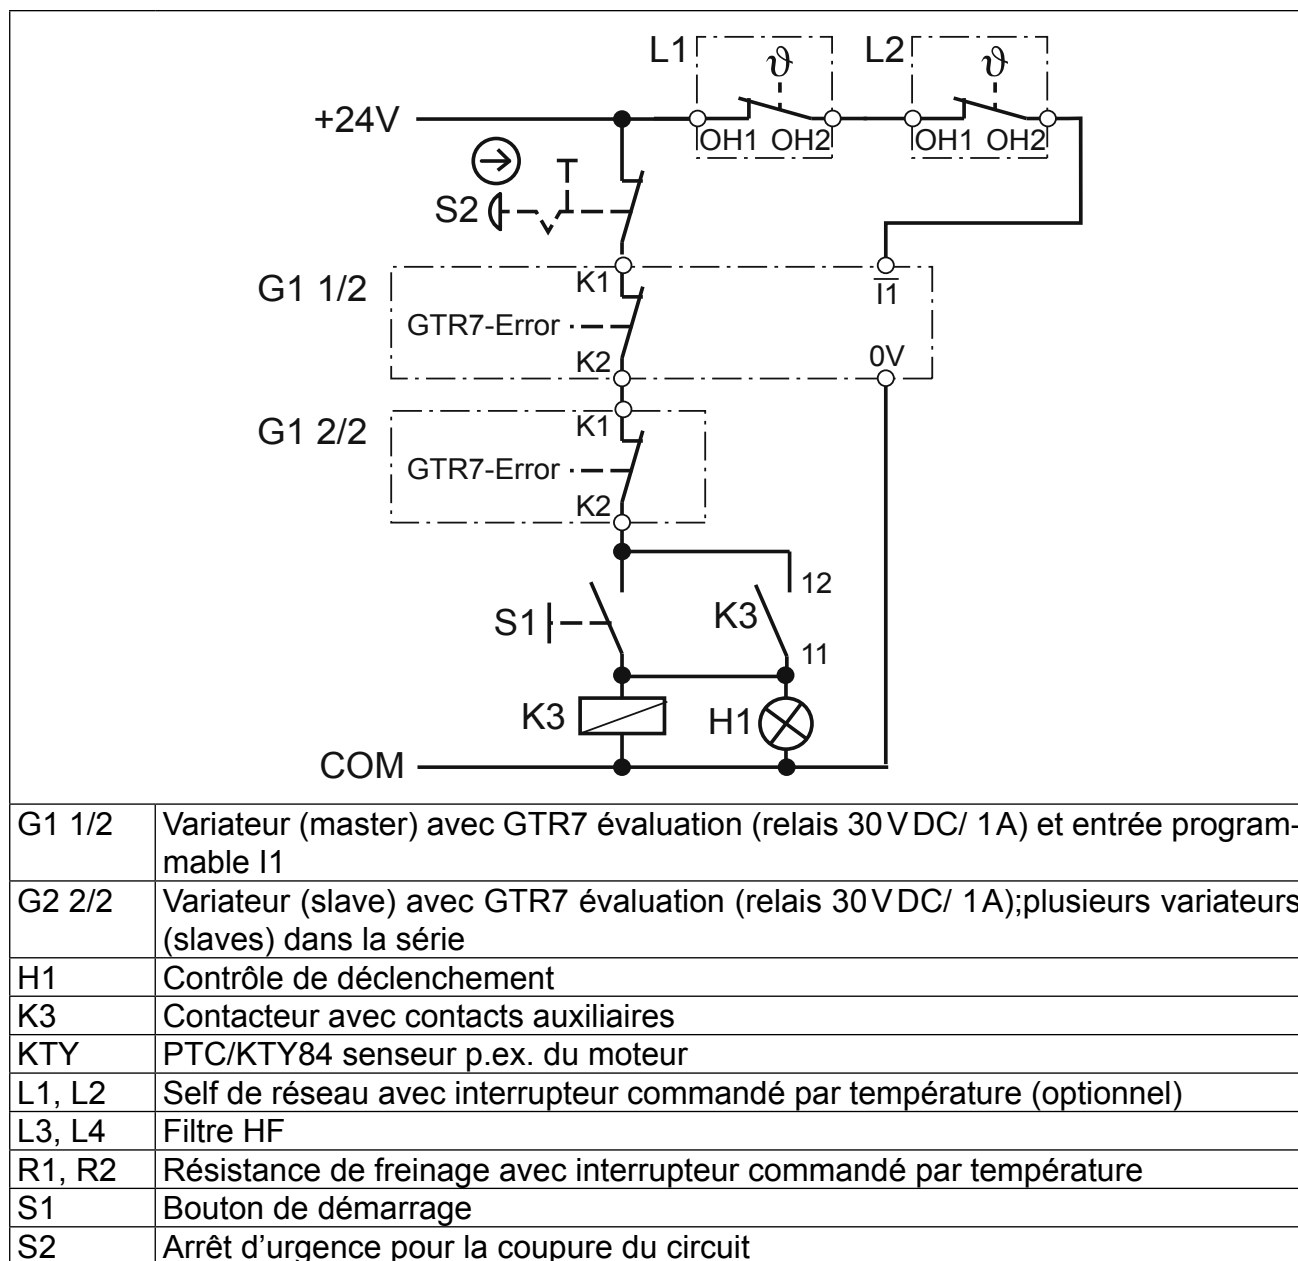 L1
ϑ
L2
ϑ
+24V
OH1 OH2
OH1 OH2
S2
G1 1/2
K1
I1
GTR7-Error
K2
0V
G1 2/2
K1
GTR7-Error
K2
12
S1
K3
11
K3
H1
COM
G1 1/2 Variateur (master) avec GTR7 évaluation (relais 30 V DC/ 1A) et entrée program-
mable I1
G2 2/2 Variateur (slave) avec GTR7 évaluation (relais 30 V DC/ 1A);plusieurs variateurs
(slaves) dans la série
H1 Contrôle de déclenchement
K3 Contacteur avec contacts auxiliaires
KTY PTC/KTY84 senseur p.ex. du moteur
L1, L2 Self de réseau avec interrupteur commandé par température (optionnel)
L3, L4 Filtre HF
R1, R2 Résistance de freinage avec interrupteur commandé par température
S1 Bouton de démarrage
S2 Arrêt d’urgence pour la coupure du circuit